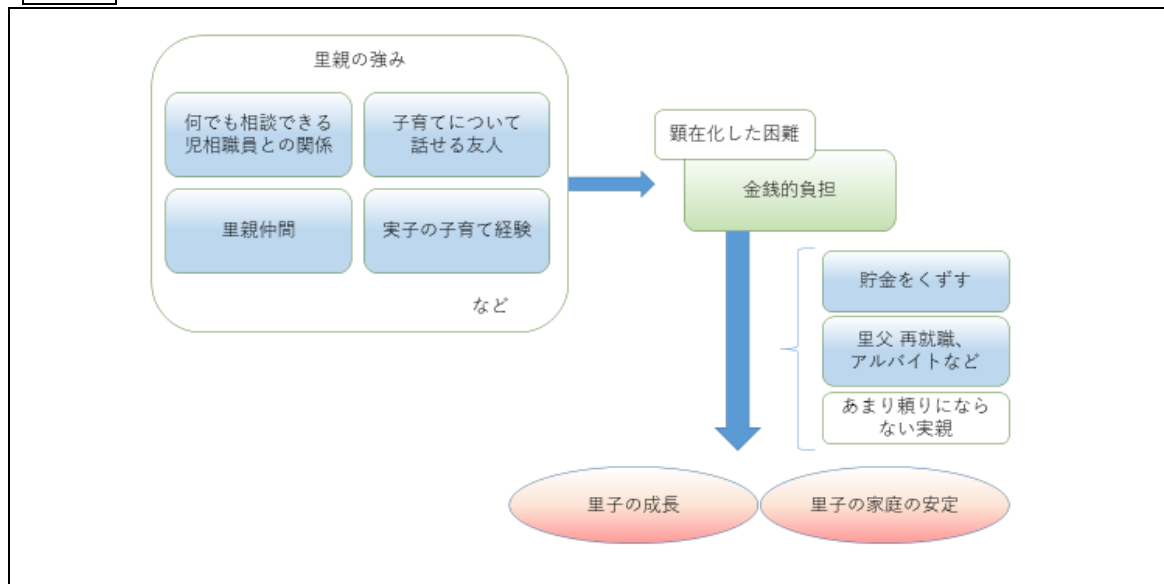 里親の強み
何でも相談できる
児相職員との関係
子育てについて
話せる友人
里親仲間
実子の子育て経験
など
顕在化した困難
金銭的負担
貯金をくずす
里父 再就職、
アルバイトなど
あまり頼りになら
ない実親
里子の成長
里子の家庭の安定